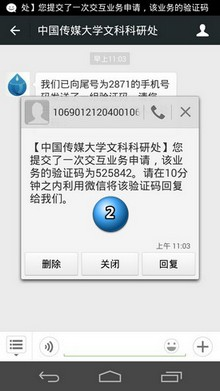 处】您提交了一次交互业务申请，该业务的验证码
中国传媒大学文科科研处
早上11:03
我们已向尾号为2871的手机号
1069012120400106
【中国传媒大学文科科研处】您
提交了一次交互业务申请，该业
务的验证码为525842。请在10分
钟之内利用微信将该验证码回复
给我们。
2
上午 11:03
删除
关闭
回复